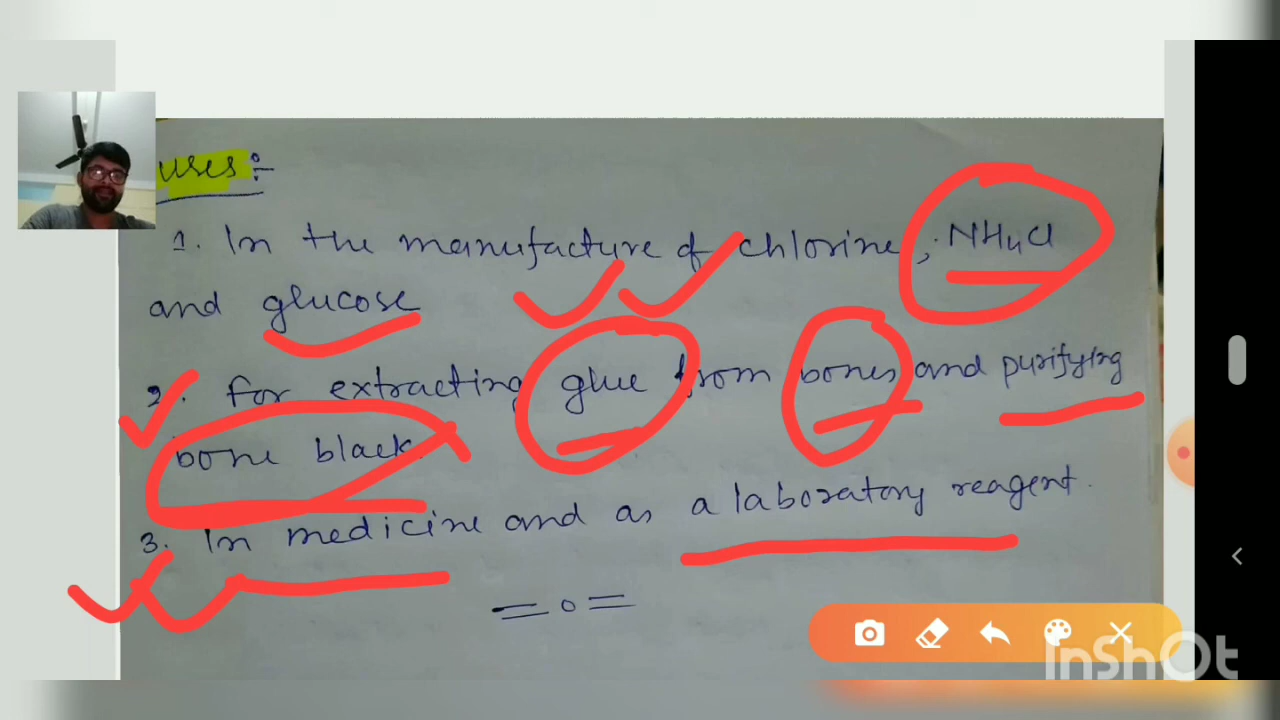 uses:-
1. In the manufacture of chlorine, NH4Cl
and glucose
2. for extracting glue from bones and purifying
bone black.
3. In medicine and as a laboratory reagent.
= 0 =
InShOt